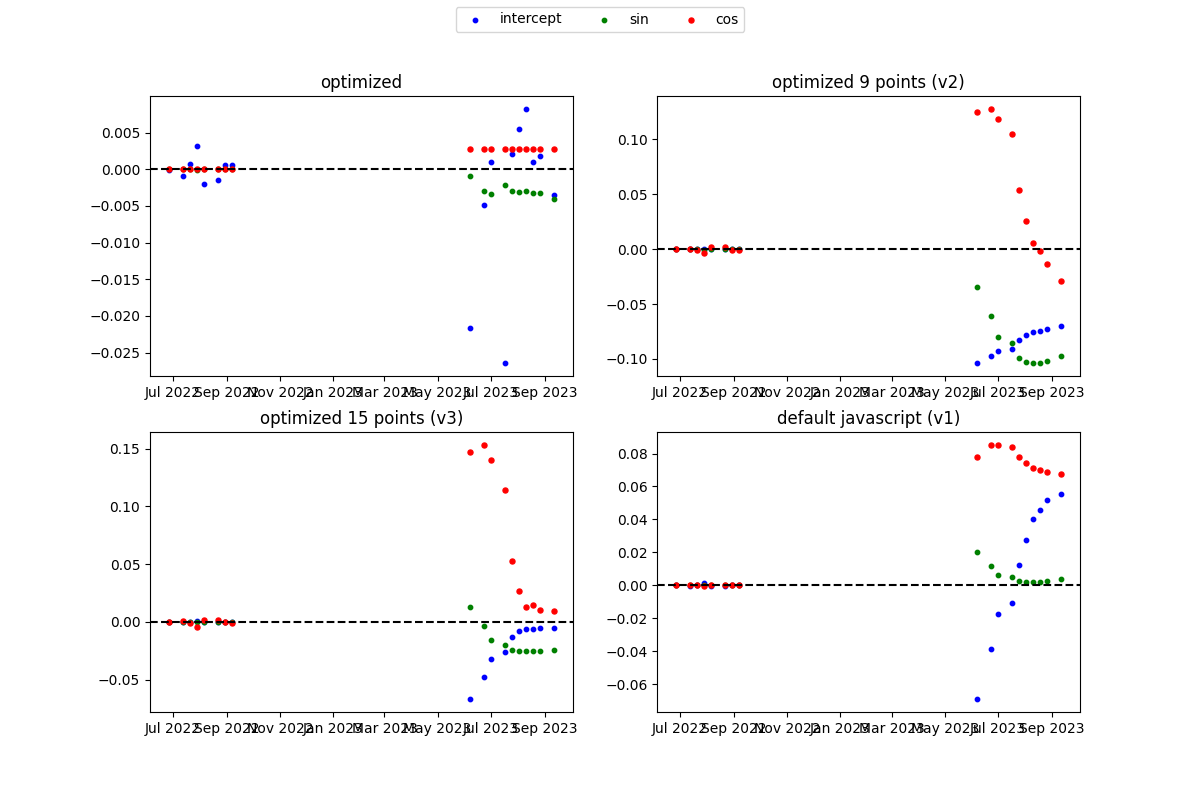 intercept sin cos
optimized
0.005
0.000
−0.005
−0.010
−0.015
−0.020
−0.025
Jul 2022 Sep 2022 Nov 2022 Jan 2023 Mar 2023 May 2023 Jul 2023 Sep 2023
optimized 9 points (v2)
0.10
0.05
0.00
−0.05
−0.10
Jul 2022 Sep 2022 Nov 2022 Jan 2023 Mar 2023 May 2023 Jul 2023 Sep 2023
optimized 15 points (v3)
0.15
0.10
0.05
0.00
−0.05
Jul 2022 Sep 2022 Nov 2022 Jan 2023 Mar 2023 May 2023 Jul 2023 Sep 2023
default javascript (v1)
0.08
0.06
0.04
0.02
0.00
−0.02
−0.04
−0.06
Jul 2022 Sep 2022 Nov 2022 Jan 2023 Mar 2023 May 2023 Jul 2023 Sep 2023